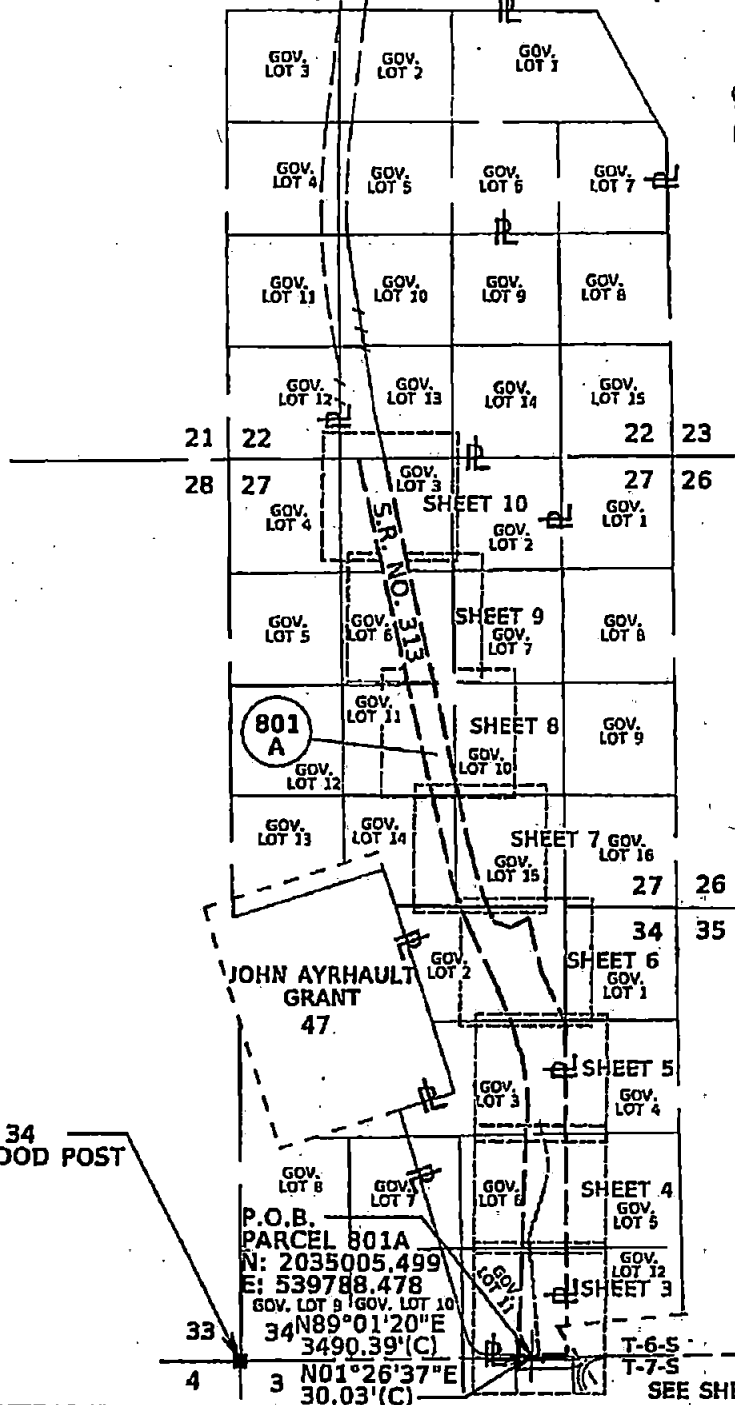 GOV.
LOT 3
GOV.
LOT 2
GOV.
LOT 1
GOV.
LOT 4
GOV.
LOT 5
GOV.
LOT 6
GOV.
LOT 7
GOV.
LOT 11
GOV.
LOT 10
GOV.
LOT 9
GOV.
LOT 8
GOV.
LOT 12
GOV.
LOT 13
GOV.
LOT 14
GOV.
LOT 15
21 22
22 23
28 27
27 26
GOV.
LOT 3
SHEET 10
GOV.
LOT 4
GOV.
LOT 2
GOV.
LOT 1
S.R. NO. 313
GOV.
LOT 5
GOV.
LOT 6
SHEET 9
GOV.
LOT 7
GOV.
LOT 8
801
A
GOV.
LOT 11
SHEET 8
GOV.
LOT 9
GOV.
LOT 10
GOV.
LOT 12
GOV.
LOT 13
GOV.
LOT 14
SHEET 7
GOV.
LOT 16
GOV.
LOT 15
27 26
34 35
JOHN AYRHAULT
GRANT
47
GOV.
LOT 2
SHEET 6
GOV.
LOT 1
SHEET 5
GOV.
LOT 3
GOV.
LOT 4
34
OOD POST
GOV.
LOT 8
GOV.
LOT 7
GOV.
LOT 6
SHEET 4
GOV.
LOT 5
P.O.B.
PARCEL 801A
N: 2035005.499
E: 539788.478
GOV. LOT 9
GOV. LOT 10
GOV.
LOT 11
GOV.
LOT 12
SHEET 3
33 34
N89°01'20"E
3490.39'(C)
4 3
N01°26'37"E
30.03'(C)
T-6-S
T-7-S
SEE SHE